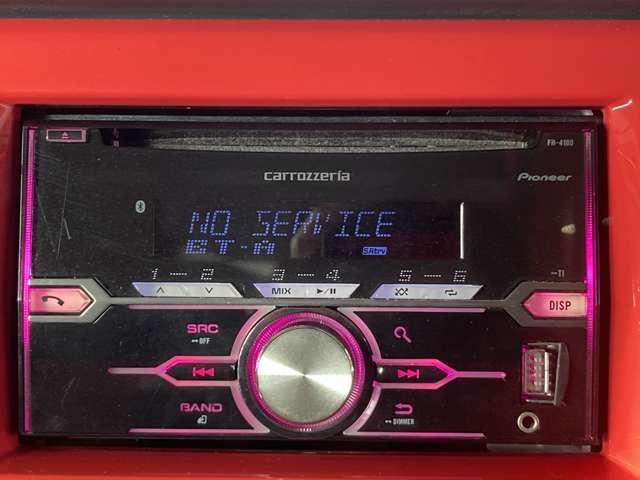 FH-4100
carrozzeria
Pioneer
NO SERVICE
BT-A
SRtrv
1 — 2 3 — 4 5 — 6
MIX
DISP
SRC
OFF
BAND
DIMMER